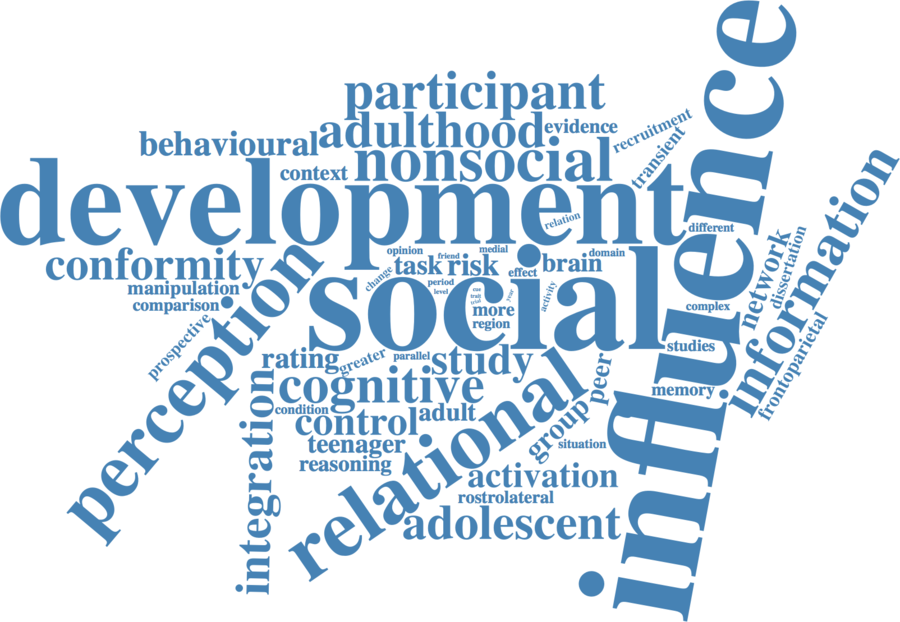 influence
participant
adulthood
evidence
recruitment
behavioural
nonsocial
transient
context
development
relation
different
information
conformity
opinion
friend
medial
domain
network
dissertation
perception
change
task
risk
effect
brain
manipulation
period
level
activity
comparison
social
trait
year
more
region
complex
prospective
studies
frontoparietal
rating
greater
parallel
study
peer
memory
cognitive
integration
condition
control
adult
relational
group
situation
teenager
reasoning
activation
rostrolateral
adolescent